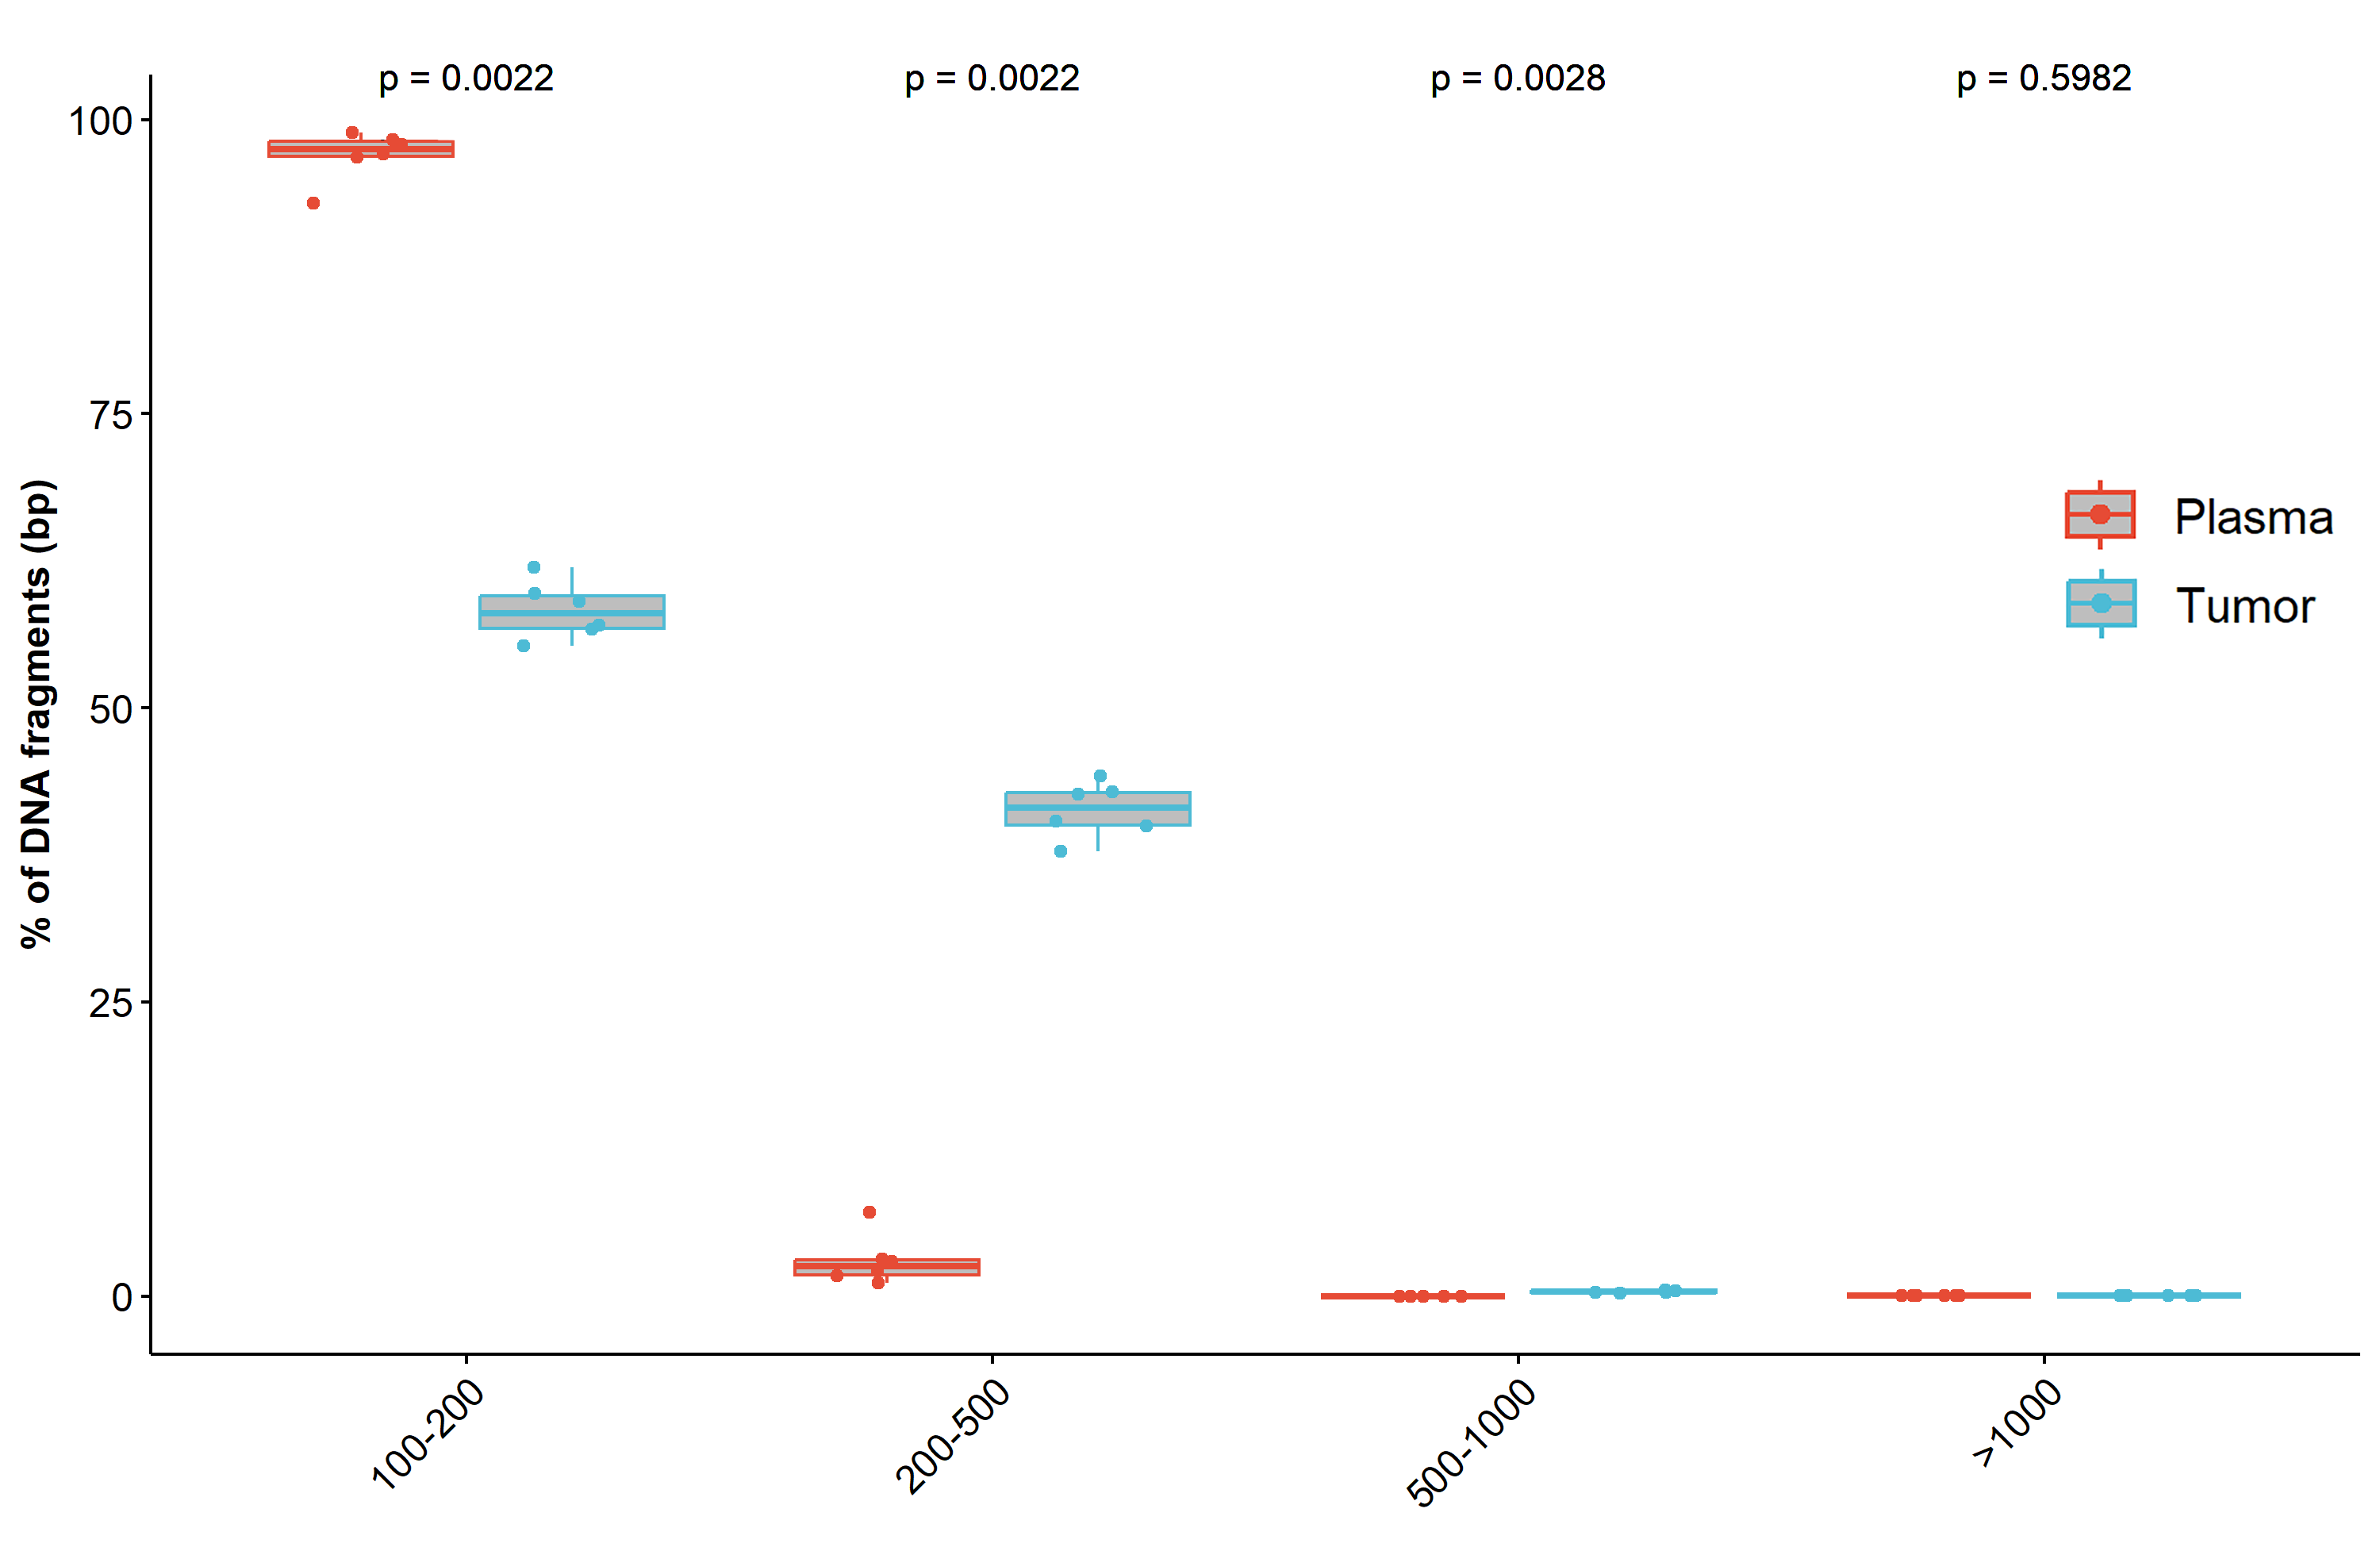 p = 0.0022
p = 0.0022
p = 0.0028
p = 0.5982
100
75
50
25
0
% of DNA fragments (bp)
Plasma
Tumor
100-200
200-500
500-1000
>1000